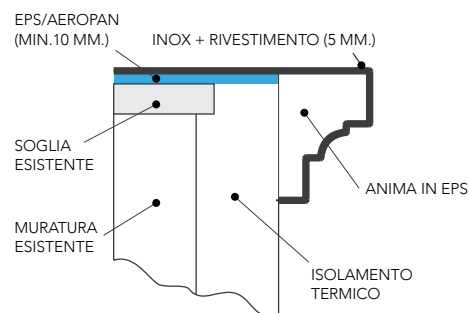 EPS/AEROPAN
(MIN.10 MM.)
INOX + RIVESTIMENTO (5 MM.)
SOGLIA
ESISTENTE
ANIMA IN EPS
MURATURA
ESISTENTE
ISOLAMENTO
TERMICO